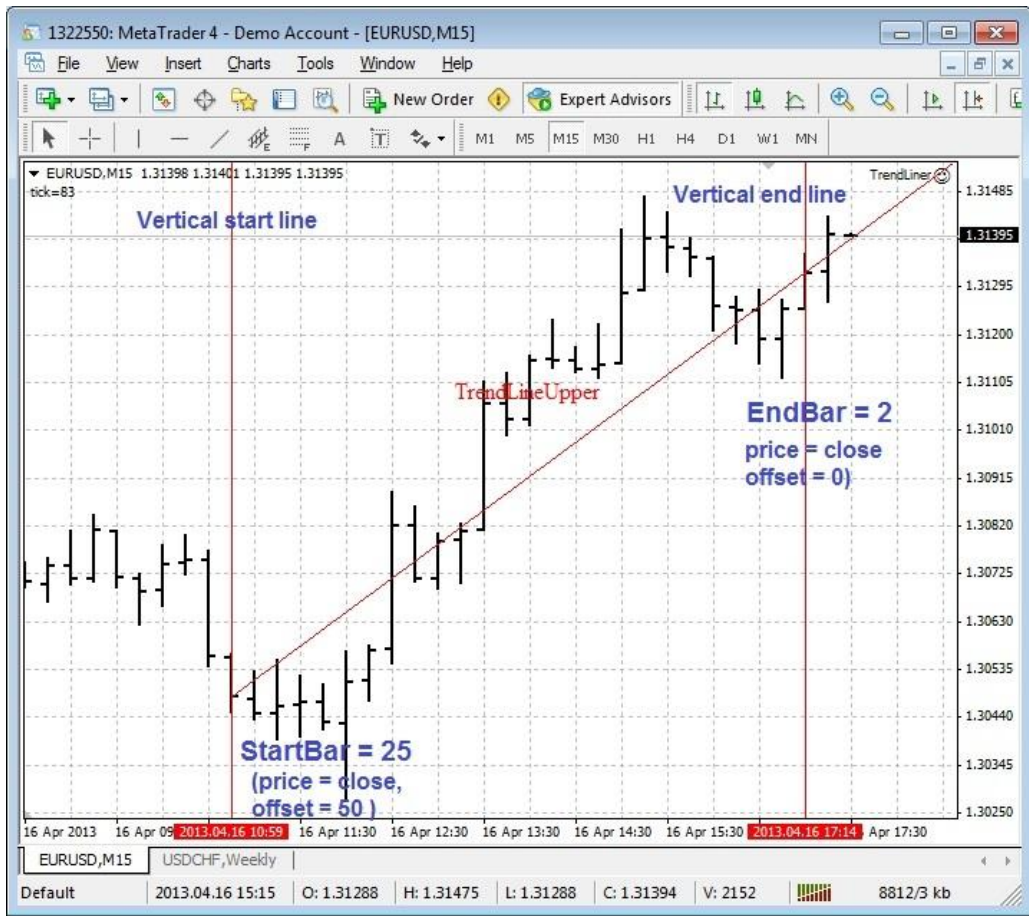 1322550: MetaTrader 4 - Demo Account - [EURUSD,M15]
File View Insert Charts Tools Window Help
New Order Expert Advisors
A T E F M1 M5 M15 M30 H1 H4 D1 W1 MN
EURUSD,M15 1.31398 1.31401 1.31395 1.31395
TrendLiner
tick=83
Vertical start line
Vertical end line
1.31485
1.31395
1.31295
1.31200
1.31105
1.31010
1.30915
1.30820
1.30725
1.30630
1.30535
1.30440
1.30345
1.30250
TrendLineUpper
EndBar = 2
price = close
offset = 0)
StartBar = 25
(price = close,
offset = 50 )
16 Apr 2013 16 Apr 09 2013.04.16 10:59 16 Apr 11:30 16 Apr 12:30 16 Apr 13:30 16 Apr 14:30 16 Apr 15:30 2013.04.16 17:14 Apr 17:30
EURUSD,M15 USDCHF,Weekly
Default 2013.04.16 15:15 O: 1.31288 H: 1.31475 L: 1.31288 C: 1.31394 V: 2152 8812/3 kb